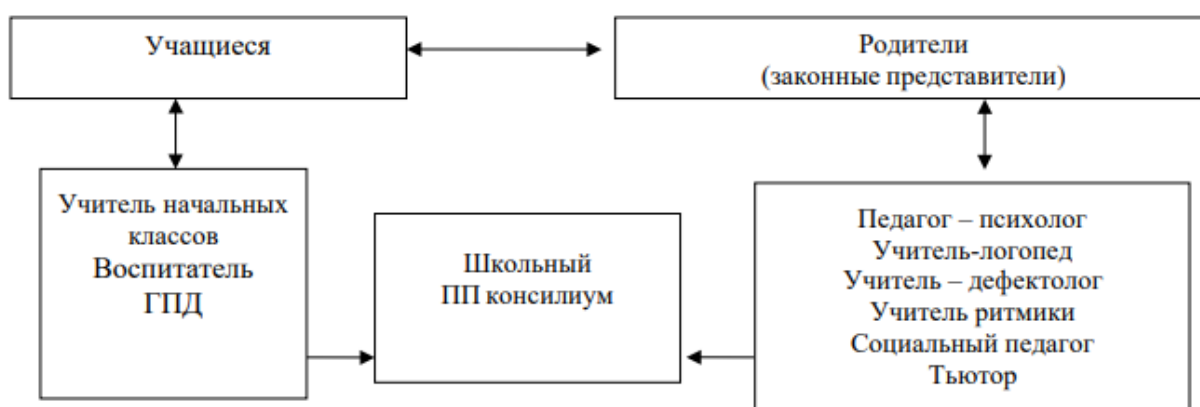 Учащиеся
Родители
(законные представители)
Учитель начальных
классов
Воспитатель
ГПД
Школьный
ПП консилиум
Педагог – психолог
Учитель-логопед
Учитель – дефектолог
Учитель ритмики
Социальный педагог
Тьютор